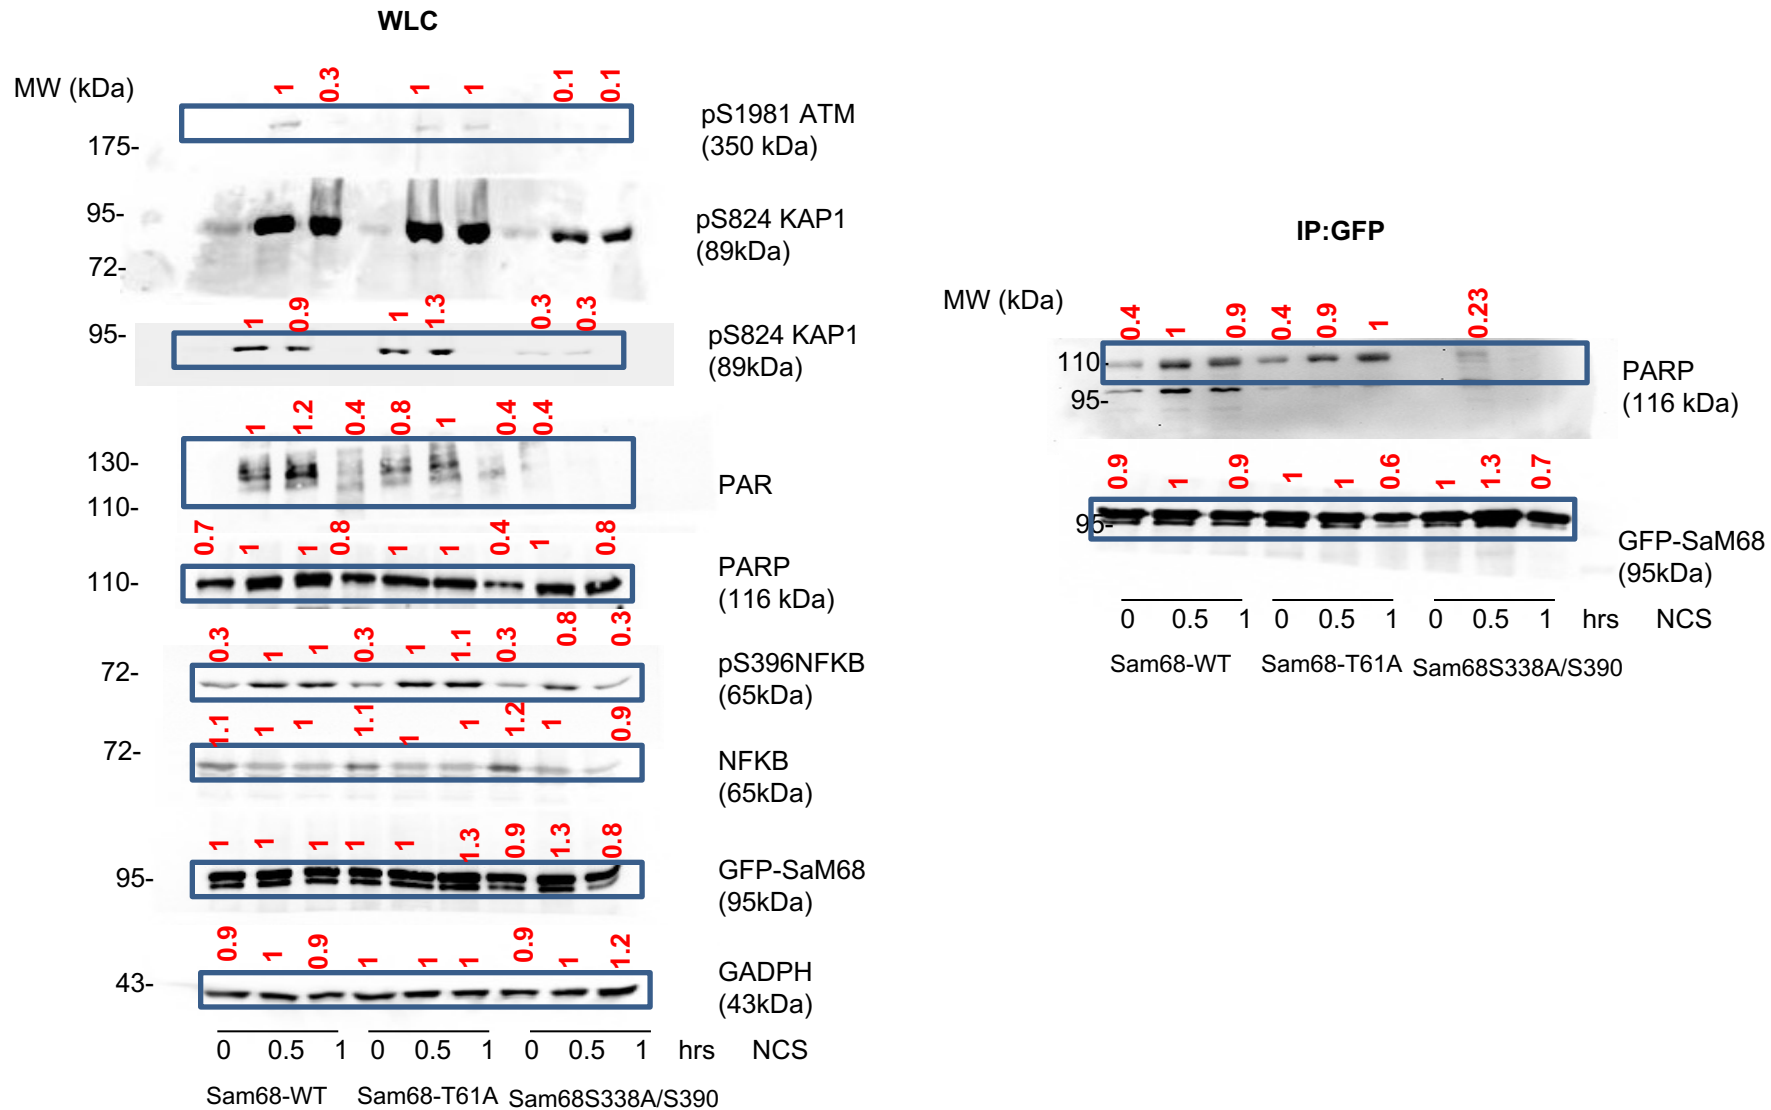 WLC
MW (kDa)
1 0.3 1 1 0.1 0.1
pS1981 ATM
(350 kDa)
175-
95-
pS824 KAP1
(89kDa)
72-
1 0.9 1 1.3 0.3 0.3
95-
pS824 KAP1
(89kDa)
1 1.2 0.4 0.8 1 0.4 0.4
130-
PAR
110-
0.7 1 1 0.8 1 1 0.4 1 0.8
110-
PARP
(116 kDa)
0.3 1 1 0.3 1 1.1 0.3 0.8 0.3
72-
pS396NFKB
(65kDa)
1.1 1 1 1.1 1 1 1.2 1 0.9
72-
NFKB
(65kDa)
1 1 1 1 1 1.3 0.9 1.3 0.8
95-
GFP-SaM68
(95kDa)
0.9 1 0.9 1 1 1 0.9 1 1.2
43-
GADPH
(43kDa)
0 0.5 1 0 0.5 1 0 0.5 1 hrs NCS
Sam68-WT Sam68-T61A Sam68S338A/S390
IP:GFP
MW (kDa)
0.4 1 0.9 0.4 0.9 1 0.23
110-
95-
PARP
(116 kDa)
0.9 1 0.9 1 1 0.6 1 1.3 0.7
95-
GFP-SaM68
(95kDa)
0 0.5 1 0 0.5 1 0 0.5 1 hrs NCS
Sam68-WT Sam68-T61A Sam68S338A/S390